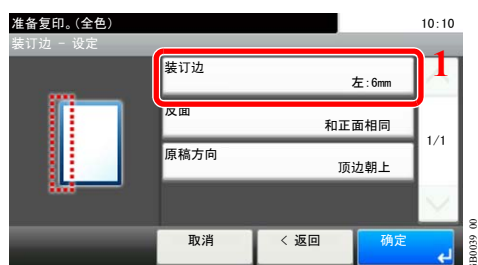 准备复印。(全色)
10:10
装订边 - 设定
装订边
1
左:6mm
反面
和正面相同
1/1
原稿方向
顶边朝上
取消
< 返回
确定